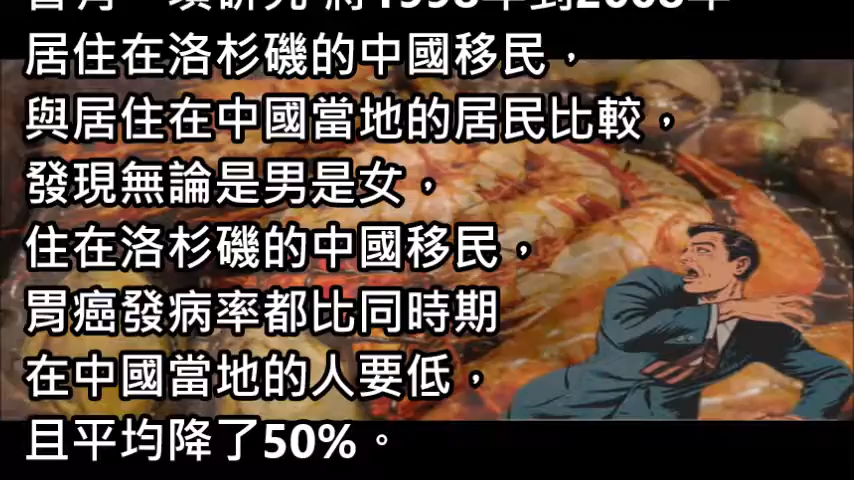 居住在洛杉磯的中國移民，
與居住在中國當地的居民比較，
發現無論是男是女，
住在洛杉磯的中國移民，
胃癌發病率都比同時期
在中國當地的人要低，
且平均降了50%。